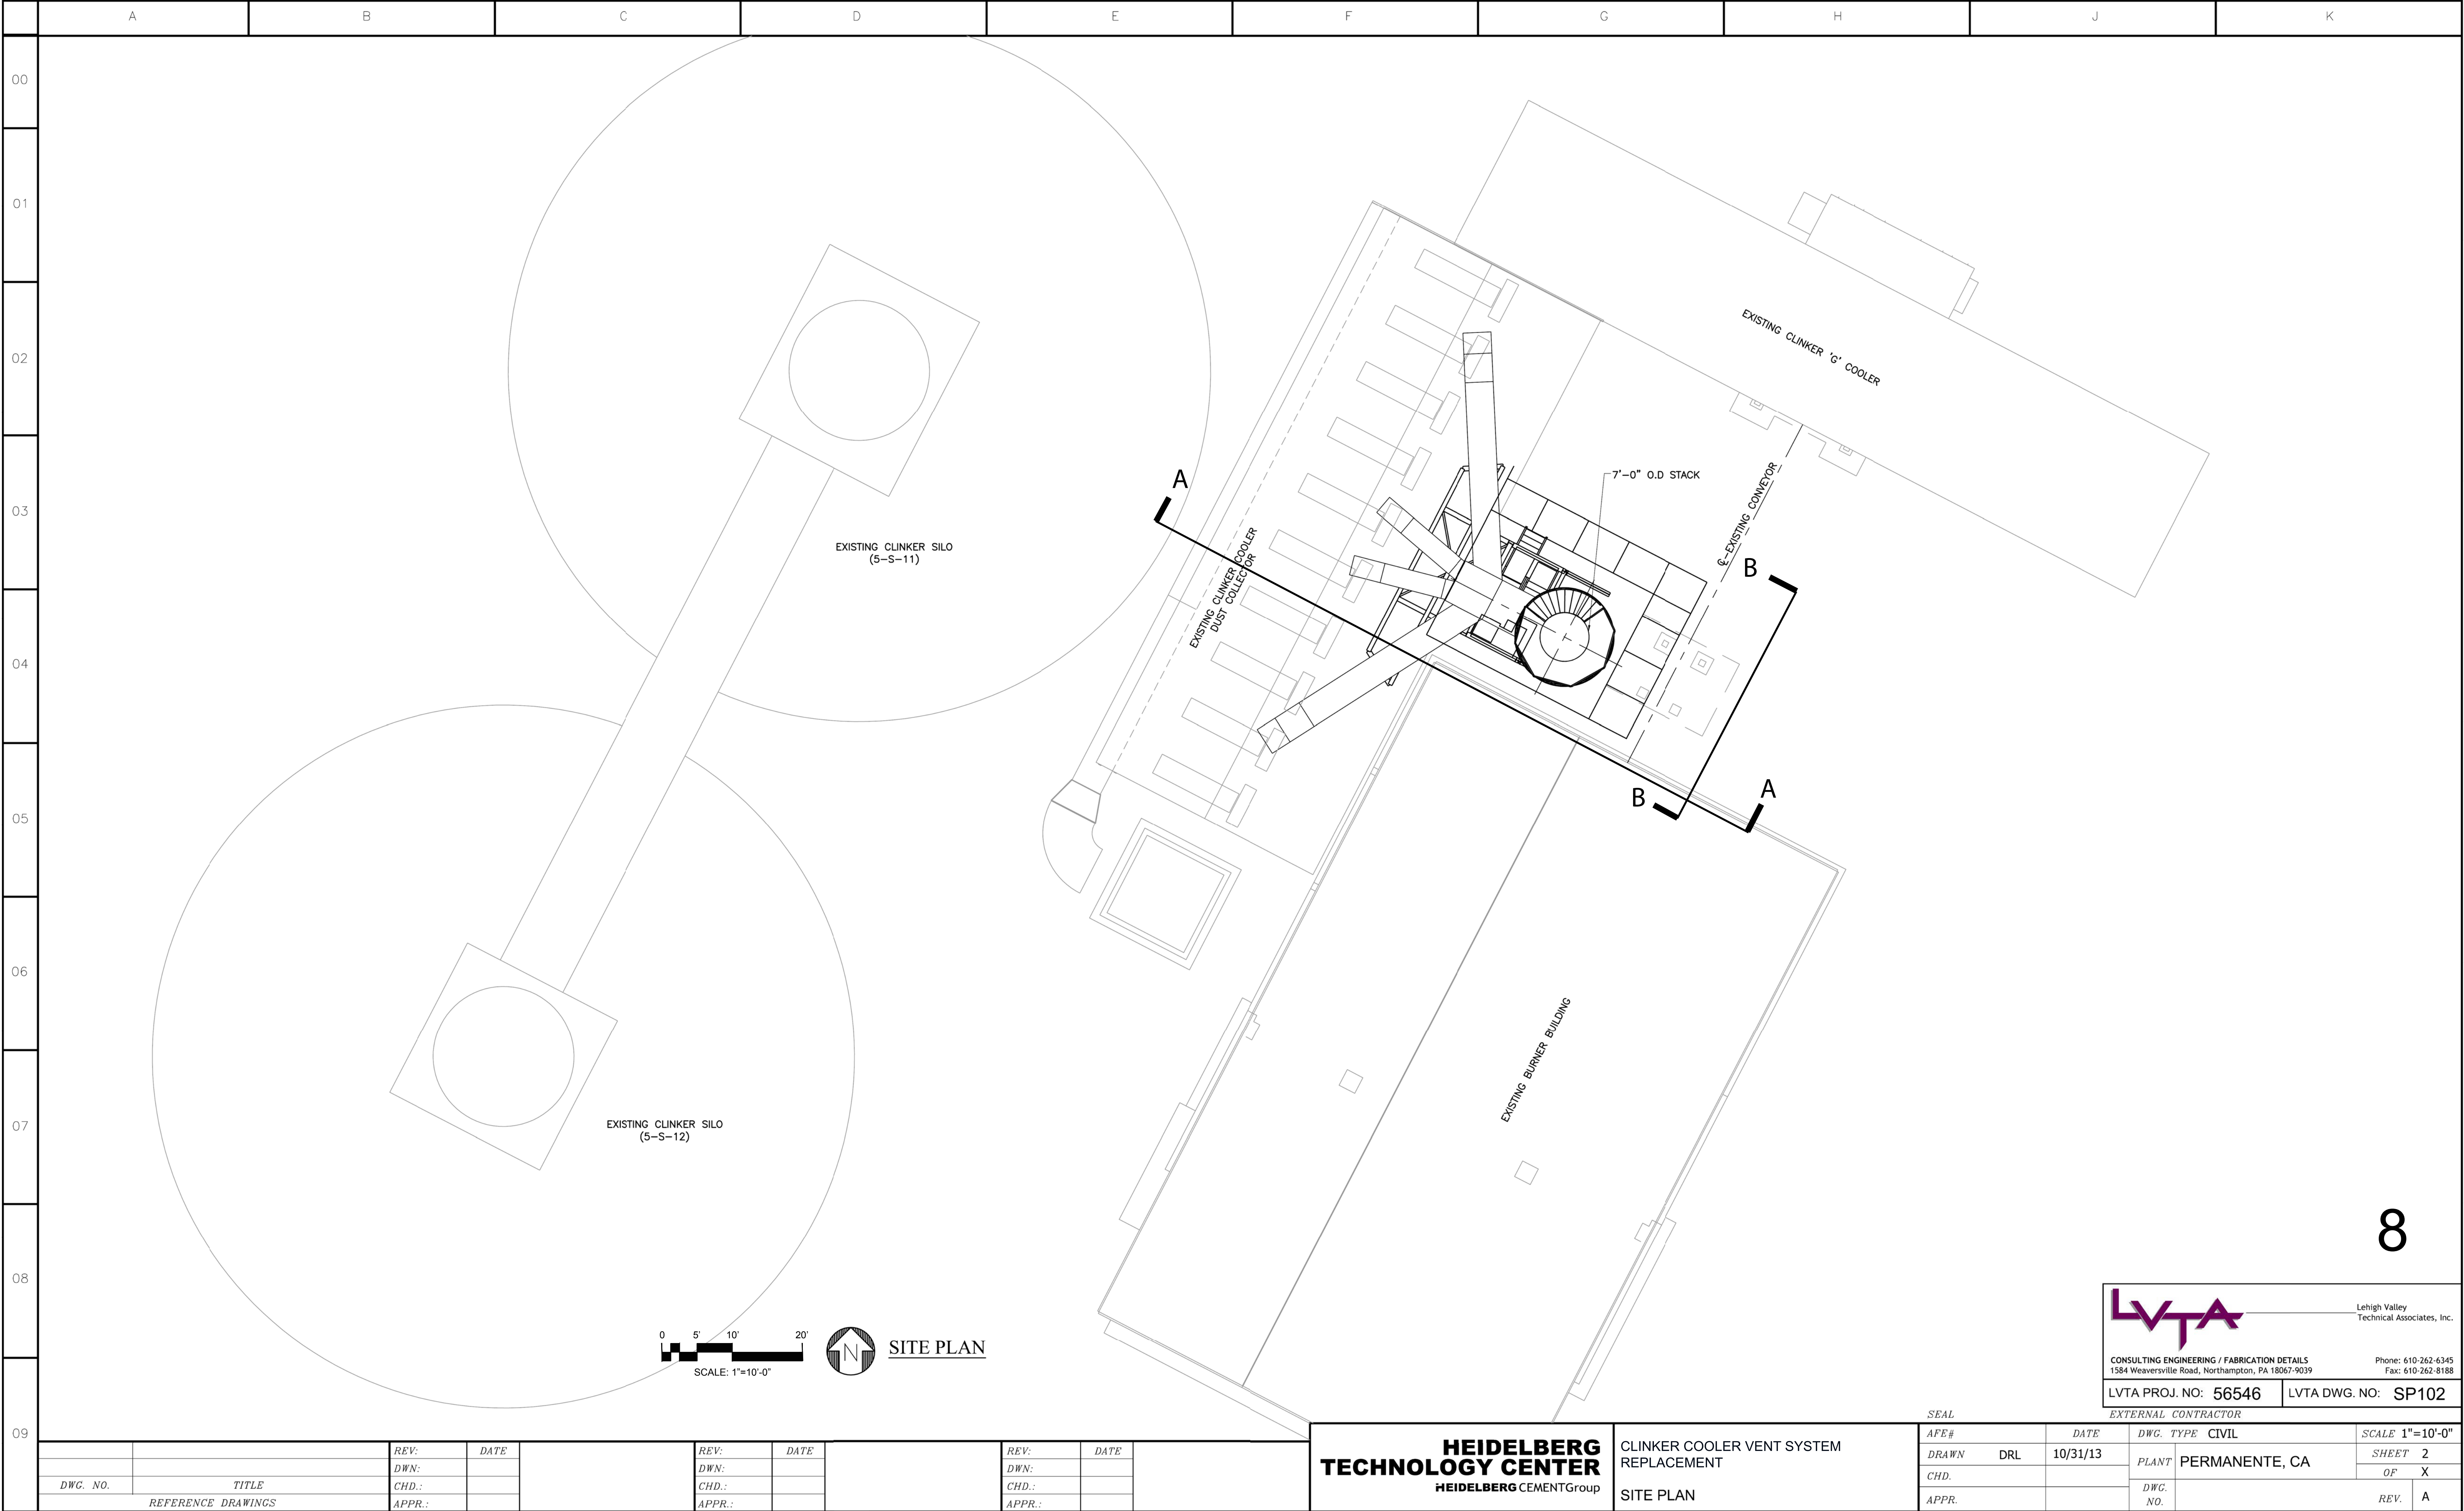 A B C D E F G H J K
00
01
02
03
04
05
06
07
08
09
EXISTING CLINKER 'G' COOLER
7'-0" O.D STACK
℄-EXISTING CONVEYOR
A
B
EXISTING CLINKER SILO
(5-S-11)
EXISTING CLINKER COOLER
DUST COLLECTOR
B
A
EXISTING BURNER BUILDING
EXISTING CLINKER SILO
(5-S-12)
8
0 5' 10' 20'
SCALE: 1"=10'-0"
N
SITE PLAN
LVTA
Lehigh Valley
Technical Associates, Inc.
CONSULTING ENGINEERING / FABRICATION DETAILS
1584 Weaversville Road, Northampton, PA 18067-9039
Phone: 610-262-6345
Fax: 610-262-8188
LVTA PROJ. NO: 56546
LVTA DWG. NO: SP102
SEAL
EXTERNAL CONTRACTOR
DWG. NO. TITLE
REFERENCE DRAWINGS
REV: DATE
DWN:
CHD.:
APPR.:
REV: DATE
DWN:
CHD.:
APPR.:
REV: DATE
DWN:
CHD.:
APPR.:
HEIDELBERG
TECHNOLOGY CENTER
HEIDELBERG CEMENTGroup
CLINKER COOLER VENT SYSTEM
REPLACEMENT
SITE PLAN
AFE# DATE
DRAWN DRL 10/31/13
CHD.
APPR.
DWG. TYPE CIVIL
PLANT PERMANENTE, CA
DWG.
NO.
SCALE 1"=10'-0"
SHEET 2
OF X
REV. A